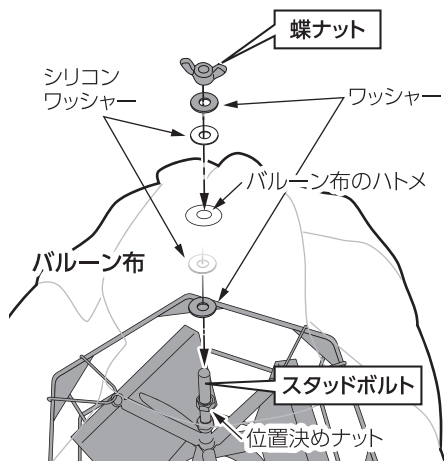 蝶ナット
シリコン
ワッシャー
ワッシャー
バルーン布のハトメ
バルーン布
スタッドボルト
位置決めナット